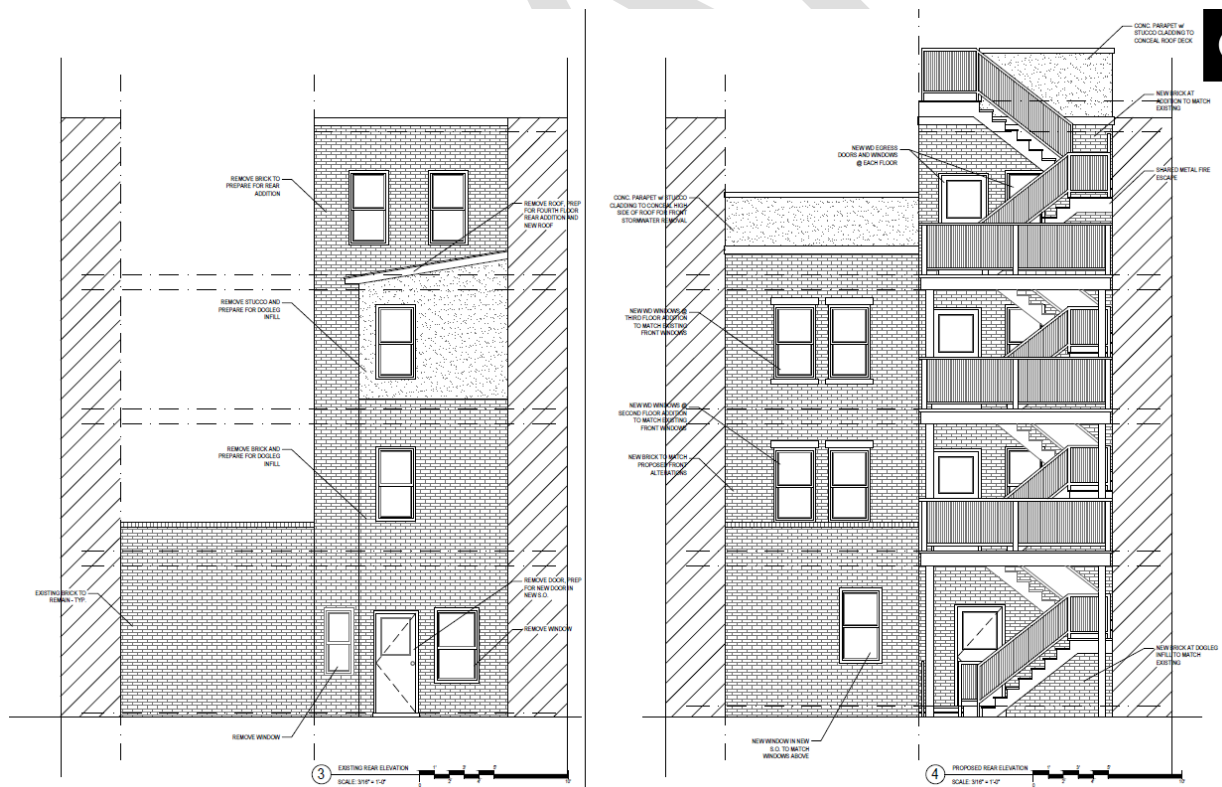 REMOVE BRICK TO
PREPARE FOR REAR
ADDITION
REMOVE ROOF, PREP
FOR FOURTH FLOOR
REAR ADDITION AND
NEW ROOF
REMOVE STUCCO AND
PREPARE FOR DOGLEG
INFILL
REMOVE BRICK AND
PREPARE FOR DOGLEG
INFILL
EXISTING BRICK TO
REMAIN - TYP.
REMOVE DOOR, PREP
FOR NEW DOOR IN
NEW S.O.
REMOVE WINDOW
REMOVE WINDOW
3
EXISTING REAR ELEVATION
SCALE: 3/16" = 1'-0"
CONC. PARAPET w/
STUCCO CLADDING TO
CONCEAL ROOF DECK
NEW BRICK AT
ADDITION TO MATCH
EXISTING
NEW WD EGRESS
DOORS AND WINDOWS
@ EACH FLOOR
SHARED METAL FIRE
ESCAPE
CONC. PARAPET w/ STUCCO
CLADDING TO CONCEAL HIGH
SIDE OF ROOF FOR FRONT
STORMWATER REMOVAL
NEW WD WINDOWS @
THIRD FLOOR ADDITION
TO MATCH EXISTING
FRONT WINDOWS
NEW WD WINDOWS @
SECOND FLOOR ADDITION
TO MATCH EXISTING
FRONT WINDOWS
NEW BRICK TO MATCH
PROPOSED FRONT
ALTERATIONS
NEW BRICK AT DOGLEG
INFILL TO MATCH
EXISTING
NEW WINDOW IN NEW
S.O. TO MATCH
WINDOWS ABOVE
4
PROPOSED REAR ELEVATION
SCALE: 3/16" = 1'-0"